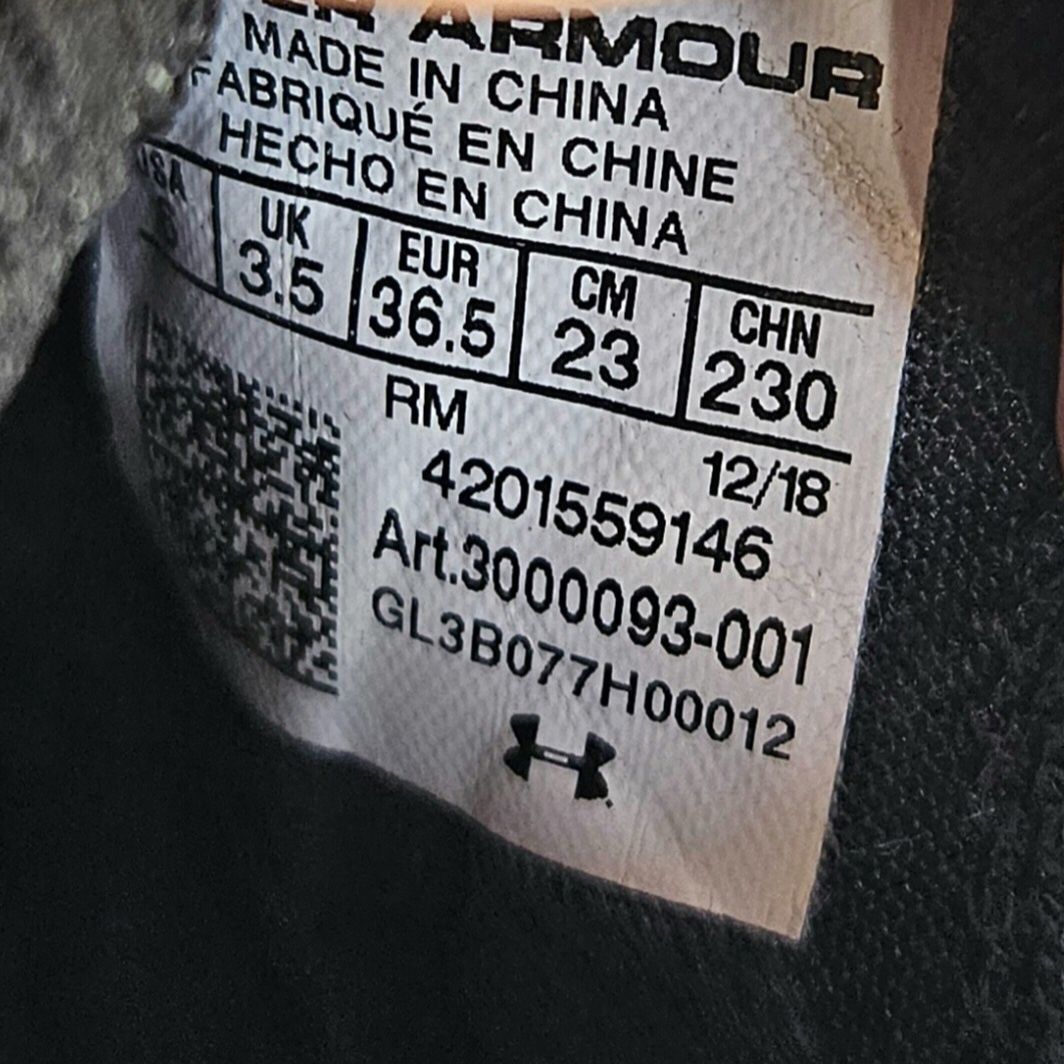 ARMOUR
MADE IN CHINA
FABRIQUÉ EN CHINE
HECHO EN CHINA
UK EUR CM CHN
3.5 36.5 23 230
RM
12/18
4201559146
Art.3000093-001
GL3B077H00012